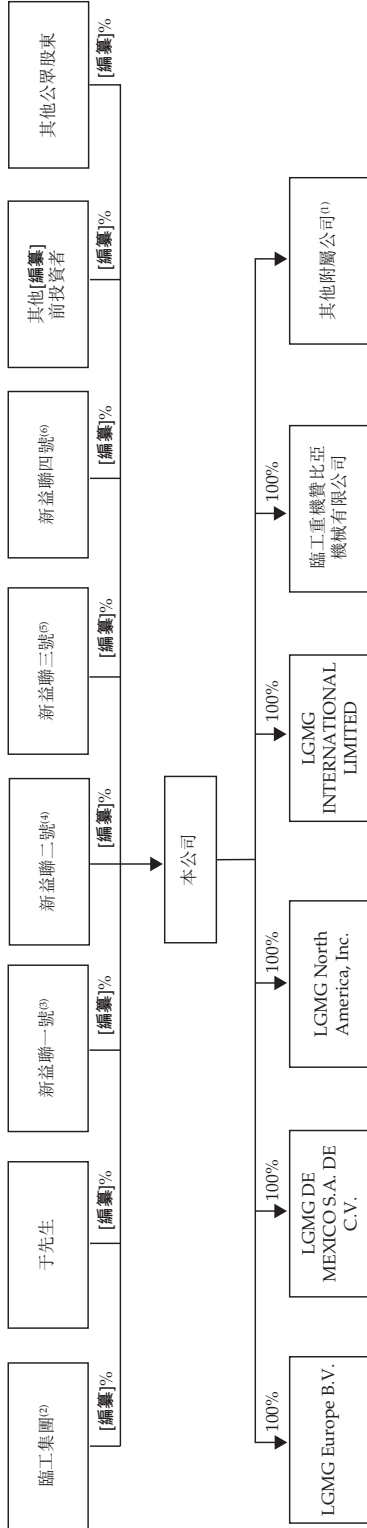 臨工集團(2)
于先生
新益聯一號(3)
新益聯二號(4)
新益聯三號(5)
新益聯四號(6)
其他[編纂]
前投資者
其他公眾股東
[編纂]%
[編纂]%
[編纂]%
[編纂]%
[編纂]%
[編纂]%
[編纂]%
[編纂]%
本公司
100%
100%
100%
100%
100%
LGMG Europe B.V.
LGMG DE
MEXICO S.A. DE
C.V.
LGMG North
America, Inc.
LGMG
INTERNATIONAL
LIMITED
臨工重機贊比亞
機械有限公司
其他附屬公司(1)